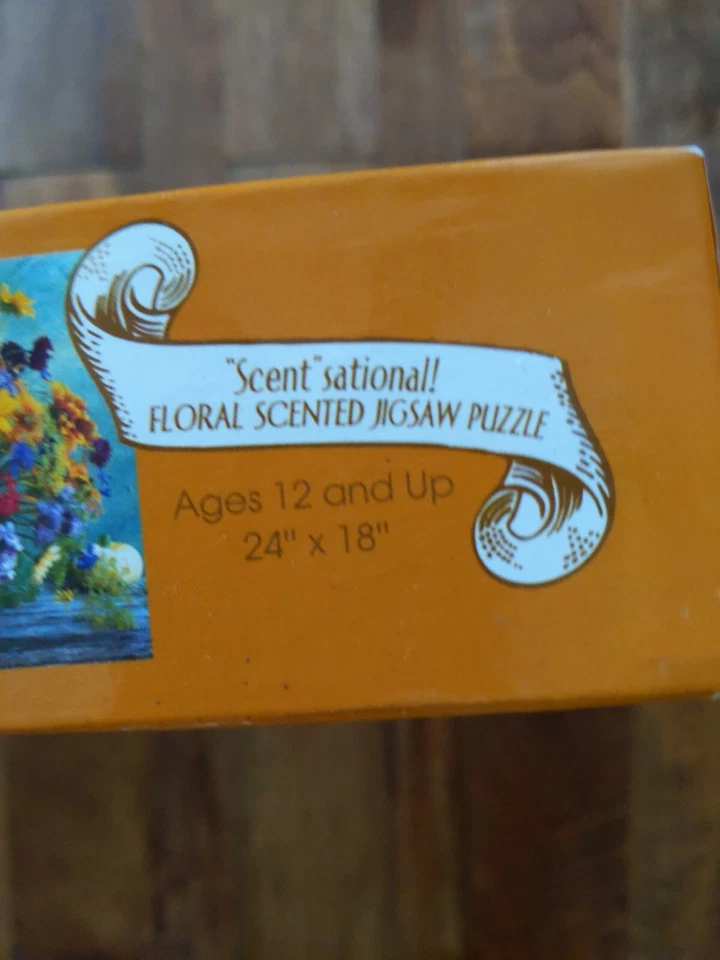 "Scent"sational!
FLORAL SCENTED JIGSAW PUZZLE
Ages 12 and Up
24" x 18"